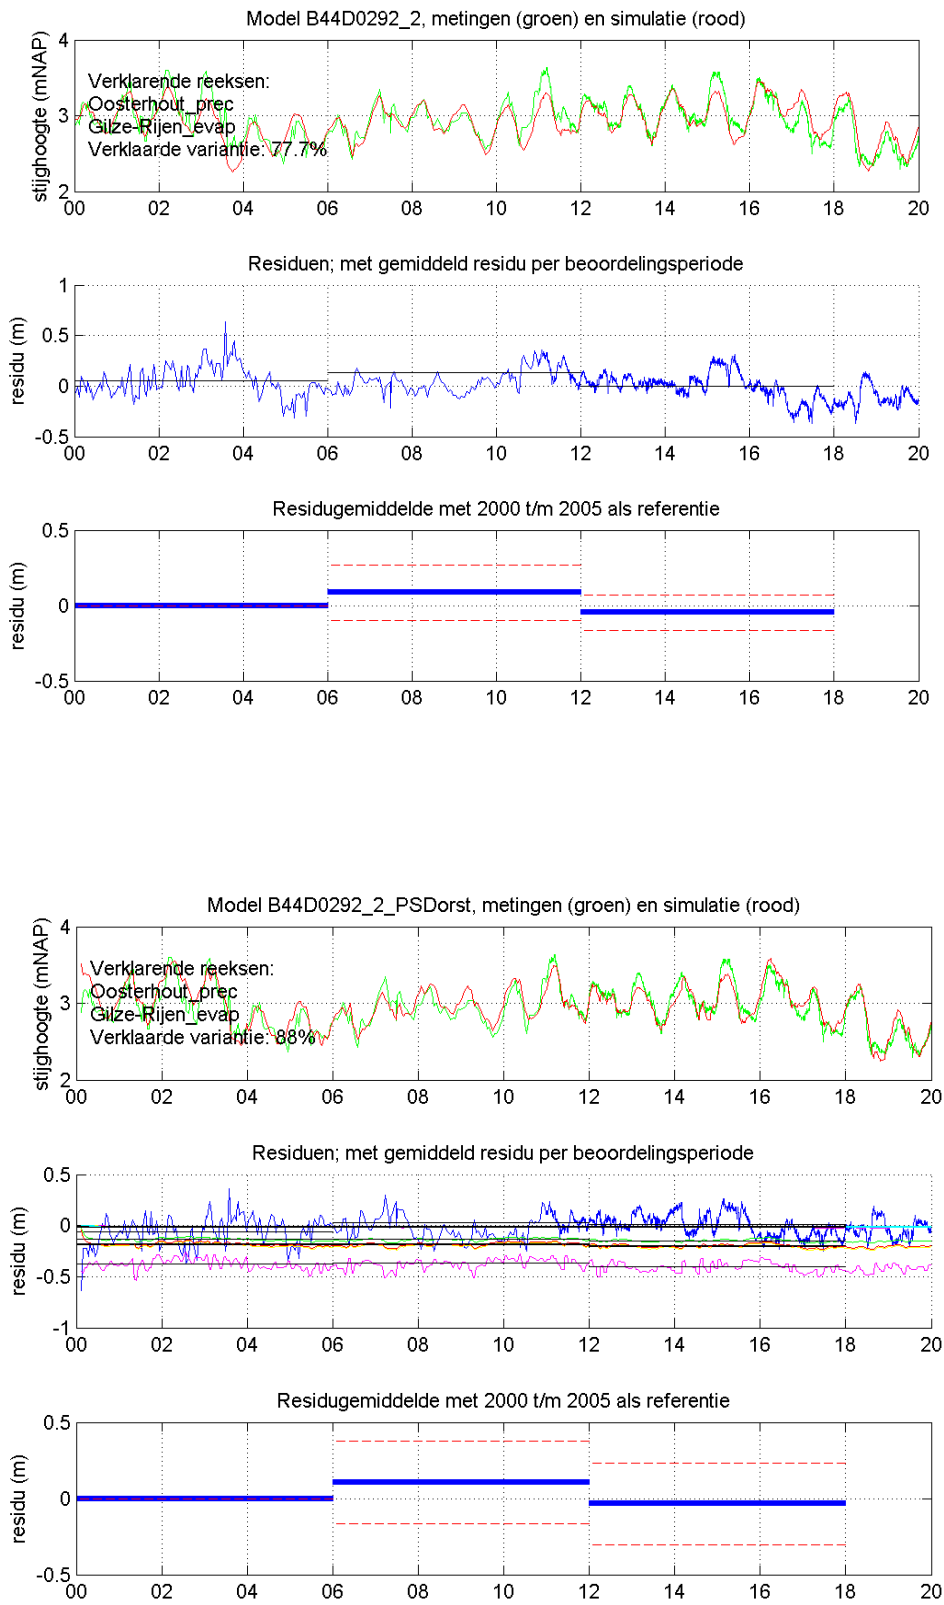 Model B44D0292_2, metingen (groen) en simulatie (rood)
stijghoogte (mNAP)
4
3
2
Verklarende reeksen:
Oosterhout_prec
Gilze-Rijen_evap
Verklaarde variantie: 77.7%
00 02 04 06 08 10 12 14 16 18 20
Residuen; met gemiddeld residu per beoordelingsperiode
residu (m)
1
0.5
0
-0.5
00 02 04 06 08 10 12 14 16 18 20
Residugemiddelde met 2000 t/m 2005 als referentie
residu (m)
0.5
0
-0.5
00 02 04 06 08 10 12 14 16 18 20
Model B44D0292_2_PSDorst, metingen (groen) en simulatie (rood)
stijghoogte (mNAP)
4
3
2
Verklarende reeksen:
Oosterhout_prec
Gilze-Rijen_evap
Verklaarde variantie: 88%
00 02 04 06 08 10 12 14 16 18 20
Residuen; met gemiddeld residu per beoordelingsperiode
residu (m)
0.5
0
-0.5
-1
00 02 04 06 08 10 12 14 16 18 20
Residugemiddelde met 2000 t/m 2005 als referentie
residu (m)
0.5
0
-0.5
00 02 04 06 08 10 12 14 16 18 20